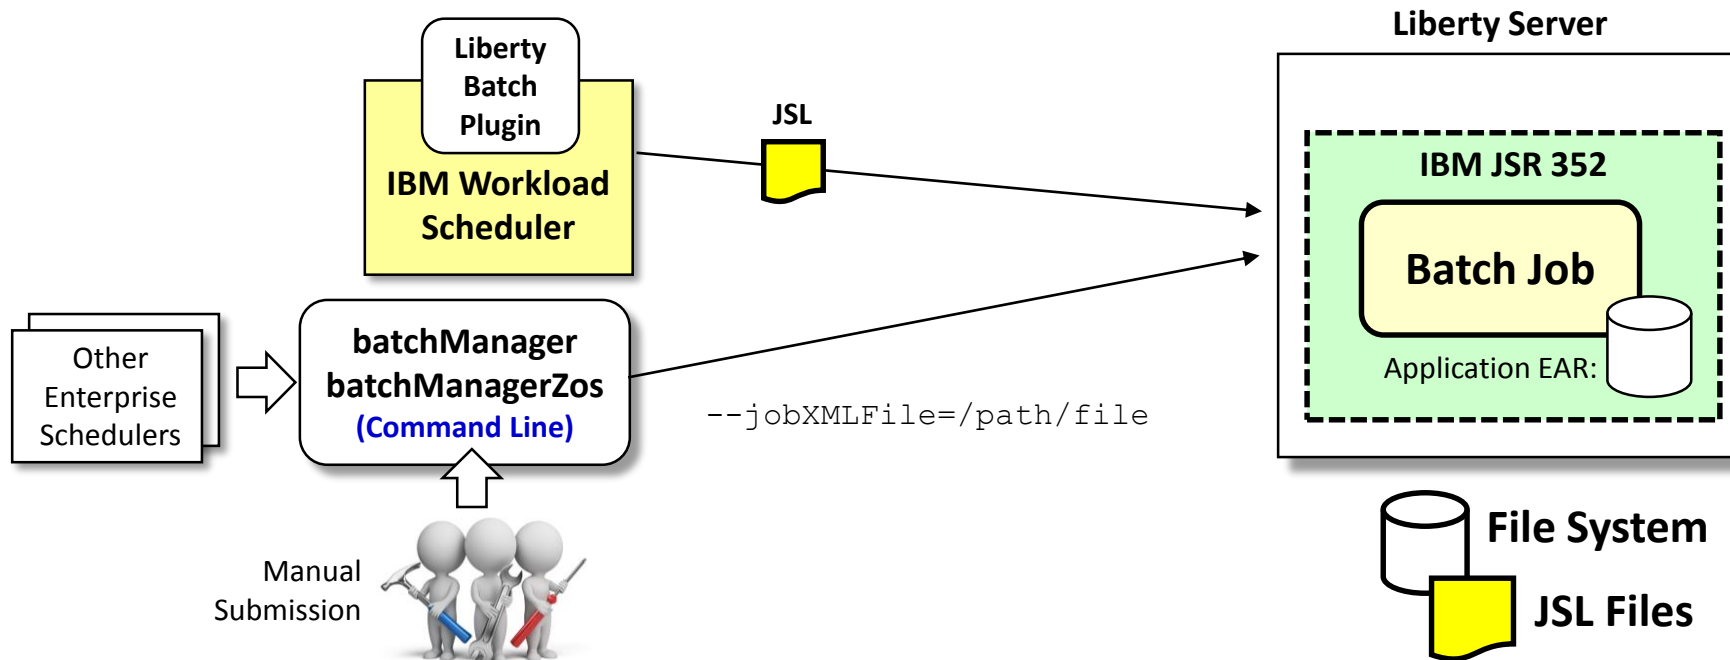 Liberty Server
Liberty
Batch
Plugin
IBM Workload
Scheduler
JSL
IBM JSR 352
Batch Job
Application EAR:
Other
Enterprise
Schedulers
batchManager
batchManagerZos
(Command Line)
--jobXMLFile=/path/file
Manual
Submission
File System
JSL Files